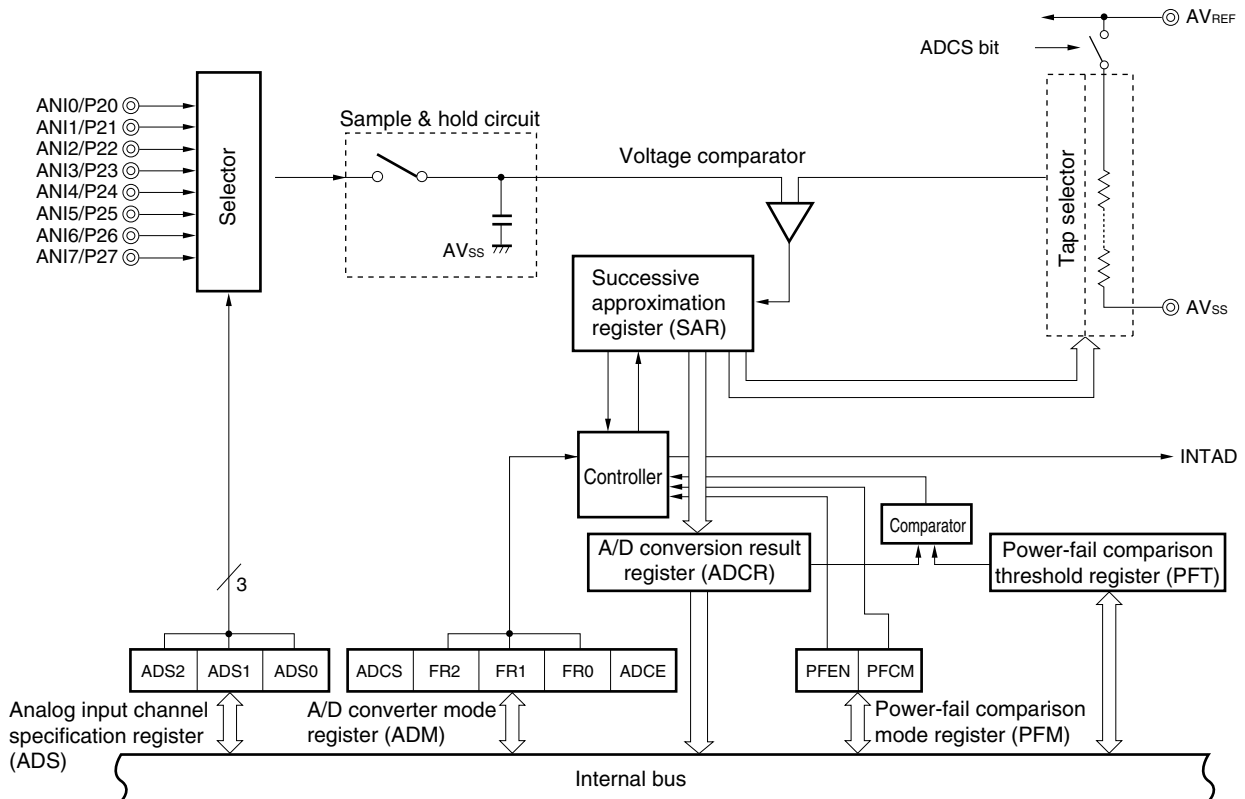 AVREF
ADCS bit
ANI0/P20
ANI1/P21
ANI2/P22
ANI3/P23
ANI4/P24
ANI5/P25
ANI6/P26
ANI7/P27
Selector
Sample & hold circuit
AVSS
Voltage comparator
Tap selector
AVSS
Successive
approximation
register (SAR)
Controller
INTAD
Comparator
A/D conversion result
register (ADCR)
Power-fail comparison
threshold register (PFT)
3
ADS2 ADS1 ADS0
ADCS FR2 FR1 FR0 ADCE
PFEN PFCM
Analog input channel
specification register
(ADS)
A/D converter mode
register (ADM)
Power-fail comparison
mode register (PFM)
Internal bus